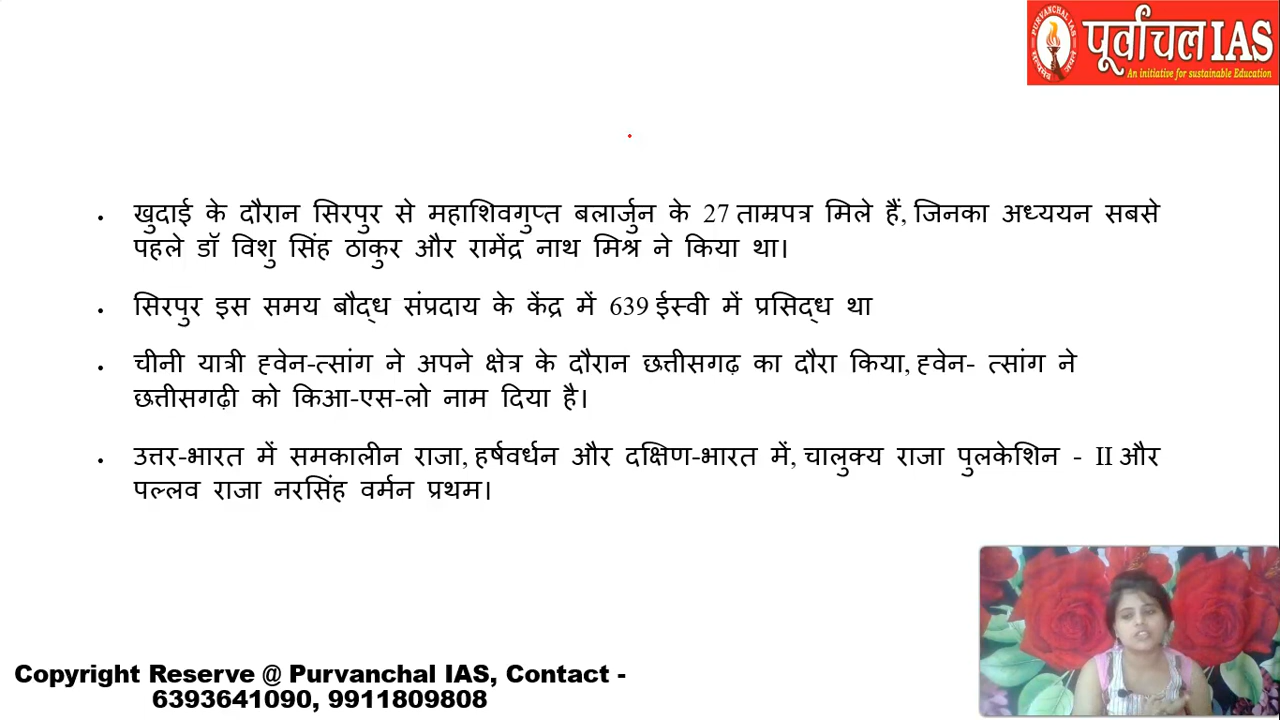 पूर्वांचल IAS
An initiative for sustainable Education
खुदाई के दौरान सिरपुर से महाशिवगुप्त बलार्जुन के 27 ताम्रपत्र मिले हैं, जिनका अध्ययन सबसे
पहले डॉ विशु सिंह ठाकुर और रामेंद्र नाथ मिश्र ने किया था।
सिरपुर इस समय बौद्ध संप्रदाय के केंद्र में 639 ईस्वी में प्रसिद्ध था
चीनी यात्री ह्वेन-त्सांग ने अपने क्षेत्र के दौरान छत्तीसगढ़ का दौरा किया, ह्वेन- त्सांग ने
छत्तीसगढ़ी को किआ-एस-लो नाम दिया है।
उत्तर-भारत में समकालीन राजा, हर्षवर्धन और दक्षिण-भारत में, चालुक्य राजा पुलकेशिन - II और
पल्लव राजा नरसिंह वर्मन प्रथम।
Copyright Reserve @ Purvanchal IAS, Contact -
6393641090, 9911809808